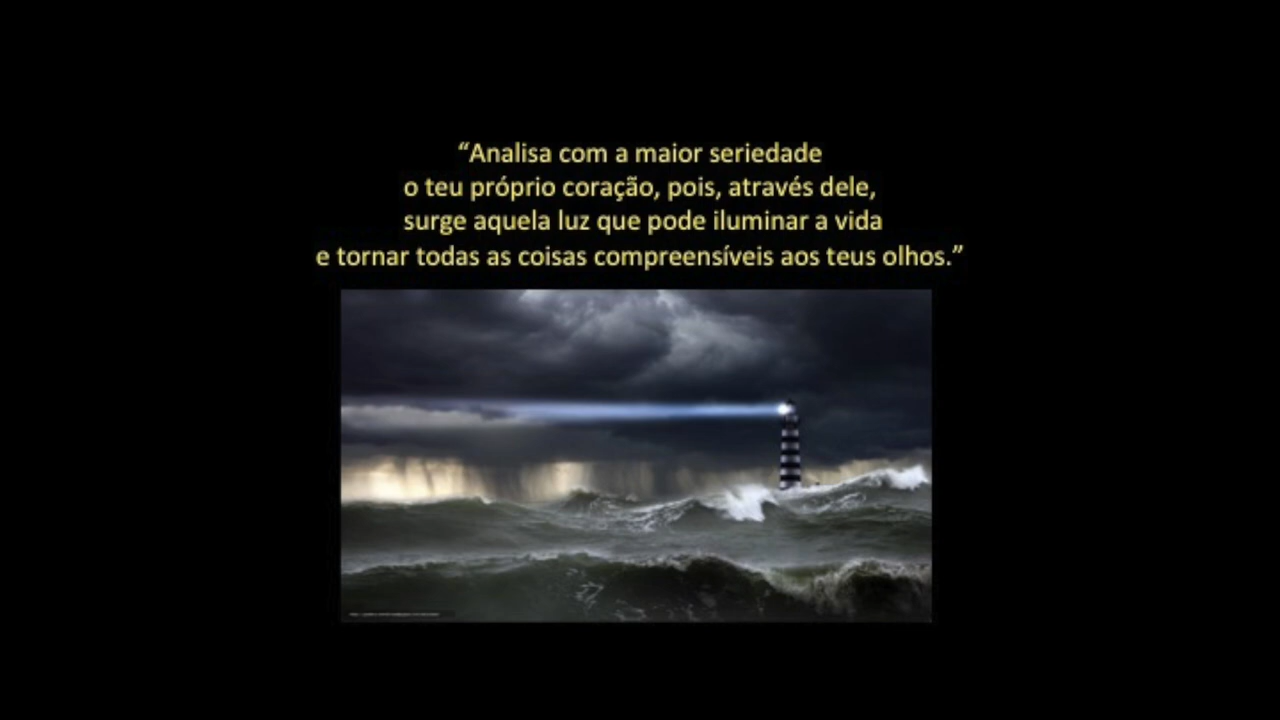 “Analisa com a maior seriedade
o teu próprio coração, pois, através dele,
surge aquela luz que pode iluminar a vida
e tornar todas as coisas compreensíveis aos teus olhos.”